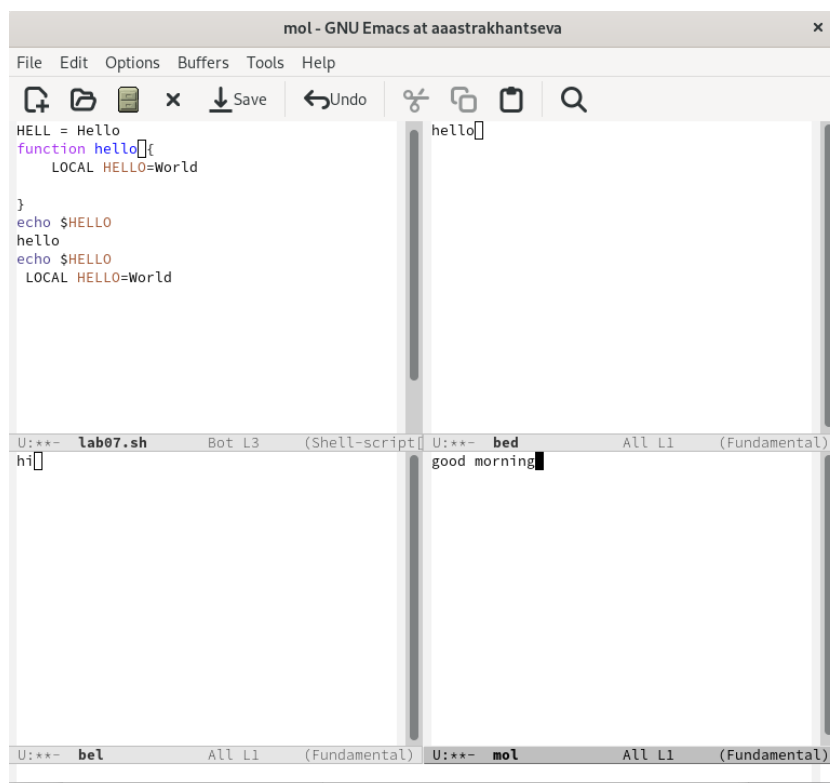 mol - GNU Emacs at aaastrakhantseva
File Edit Options Buffers Tools Help
Save Undo
HELL = Hello
function hello{
    LOCAL HELLO=World
}
echo $HELLO
hello
echo $HELLO
 LOCAL HELLO=World
U:**- lab07.sh Bot L3 (Shell-script[
hello
U:**- bed All L1 (Fundamental)
hi
U:**- bel All L1 (Fundamental)
good morning
U:**- mol All L1 (Fundamental)